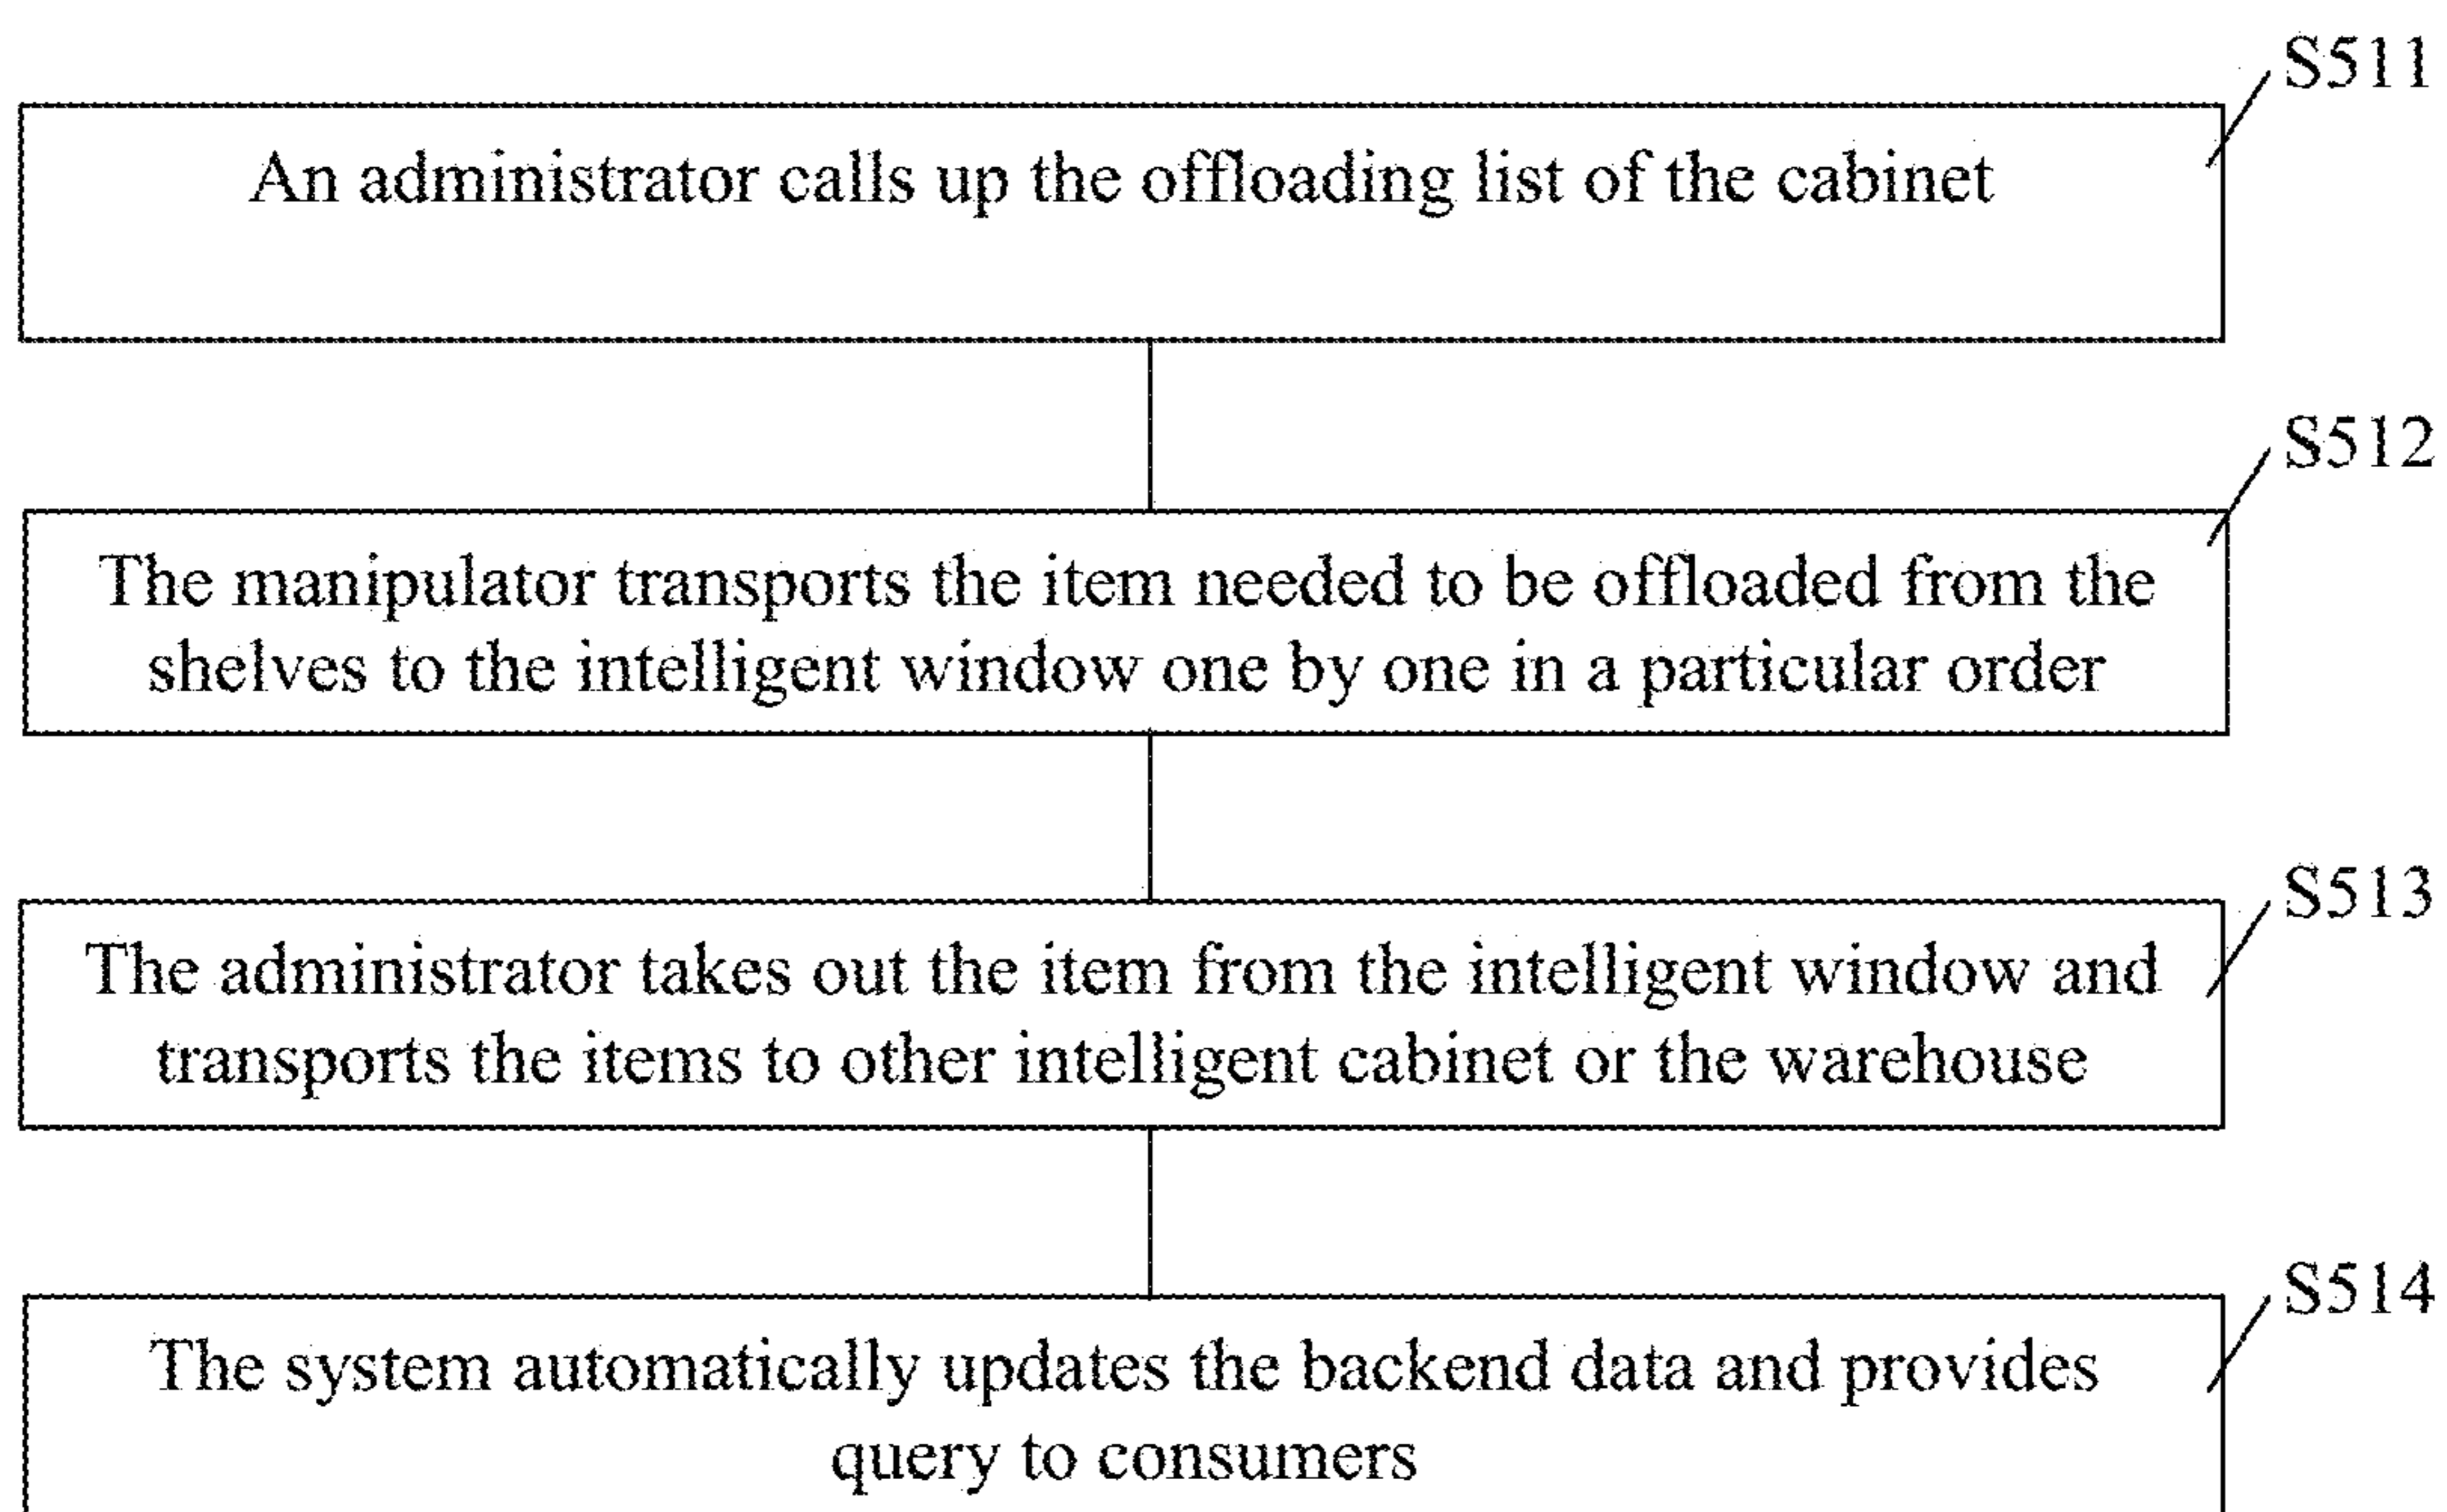 S511
An administrator calls up the offloading list of the cabinet
S512
The manipulator transports the item needed to be offloaded from the
shelves to the intelligent window one by one in a particular order
S513
The administrator takes out the item from the intelligent window and
transports the items to other intelligent cabinet or the warehouse
S514
The system automatically updates the backend data and provides
query to consumers